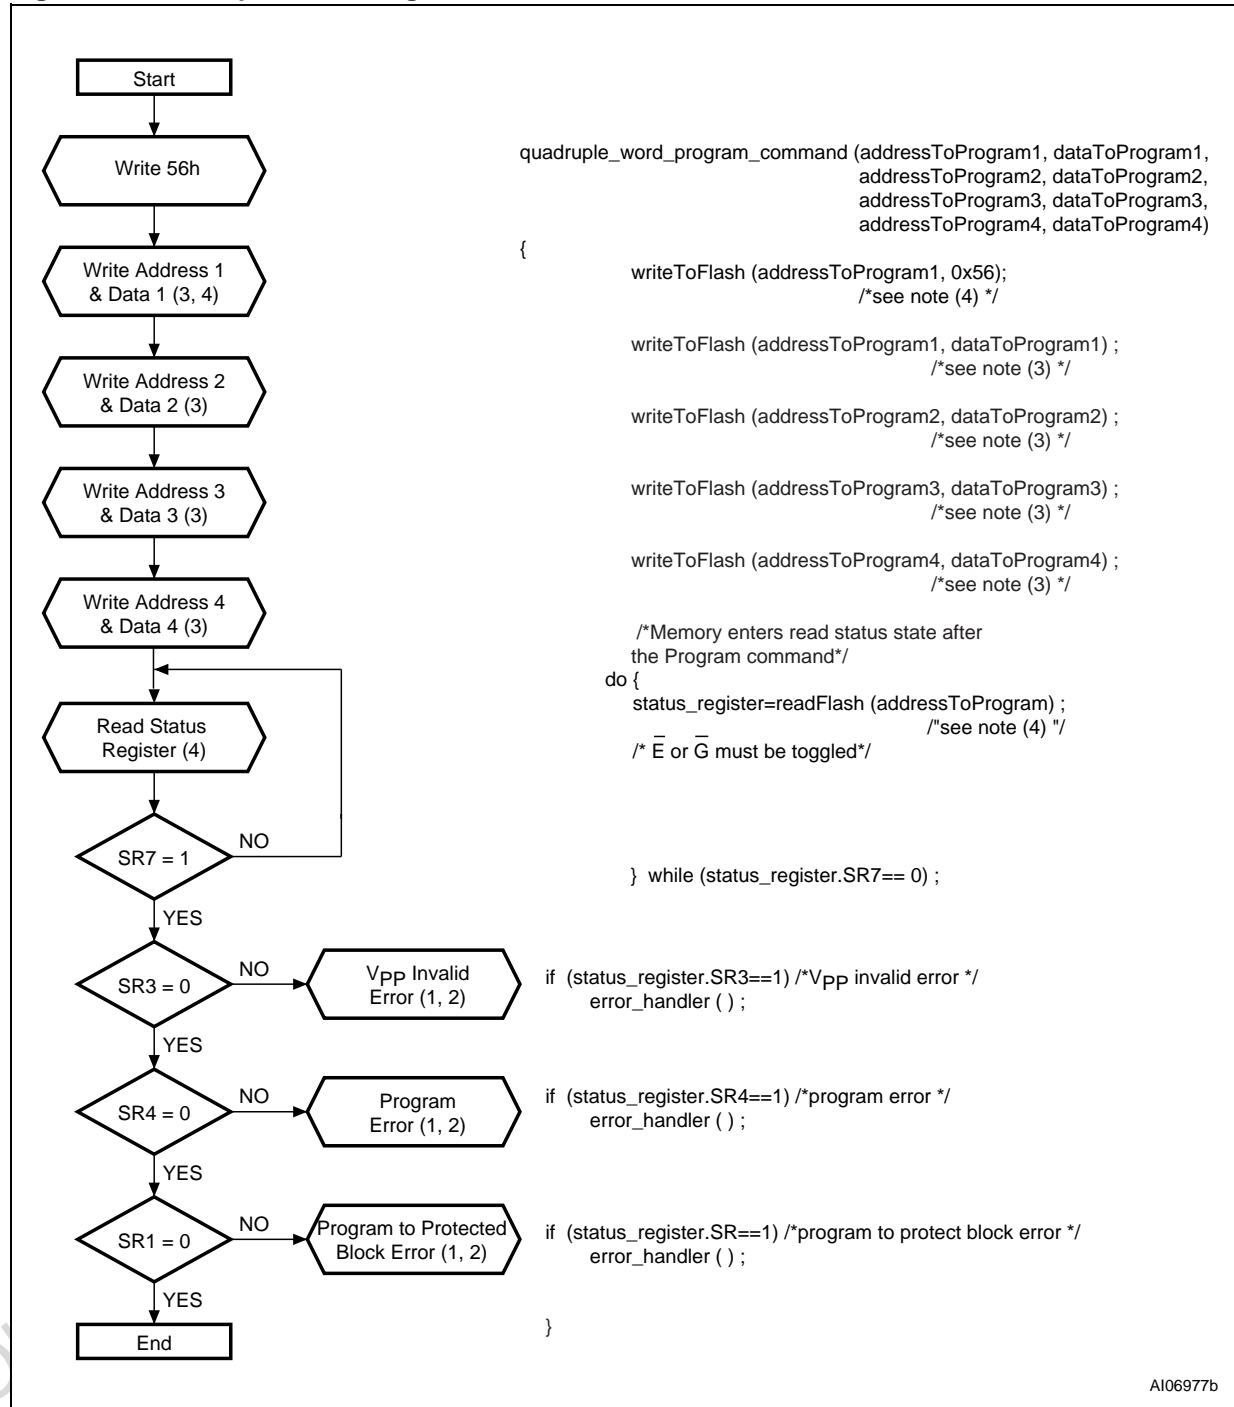 Start
Write 56h
Write Address 1
& Data 1 (3, 4)
Write Address 2
& Data 2 (3)
Write Address 3
& Data 3 (3)
Write Address 4
& Data 4 (3)
Read Status
Register (4)
SR7 = 1
NO
YES
SR3 = 0
NO
VPP Invalid
Error (1, 2)
YES
SR4 = 0
NO
Program
Error (1, 2)
YES
SR1 = 0
NO
Program to Protected
Block Error (1, 2)
YES
End
quadruple_word_program_command (addressToProgram1, dataToProgram1,
addressToProgram2, dataToProgram2,
addressToProgram3, dataToProgram3,
addressToProgram4, dataToProgram4)
{
writeToFlash (addressToProgram1, 0x56);
/*see note (4) */
writeToFlash (addressToProgram1, dataToProgram1) ;
/*see note (3) */
writeToFlash (addressToProgram2, dataToProgram2) ;
/*see note (3) */
writeToFlash (addressToProgram3, dataToProgram3) ;
/*see note (3) */
writeToFlash (addressToProgram4, dataToProgram4) ;
/*see note (3) */
/*Memory enters read status state after
the Program command*/
do {
status_register=readFlash (addressToProgram) ;
/"see note (4) "/
/* E̅ or G̅ must be toggled*/
} while (status_register.SR7== 0) ;
if (status_register.SR3==1) /*VPP invalid error */
error_handler ( ) ;
if (status_register.SR4==1) /*program error */
error_handler ( ) ;
if (status_register.SR==1) /*program to protect block error */
error_handler ( ) ;
}
AI06977b